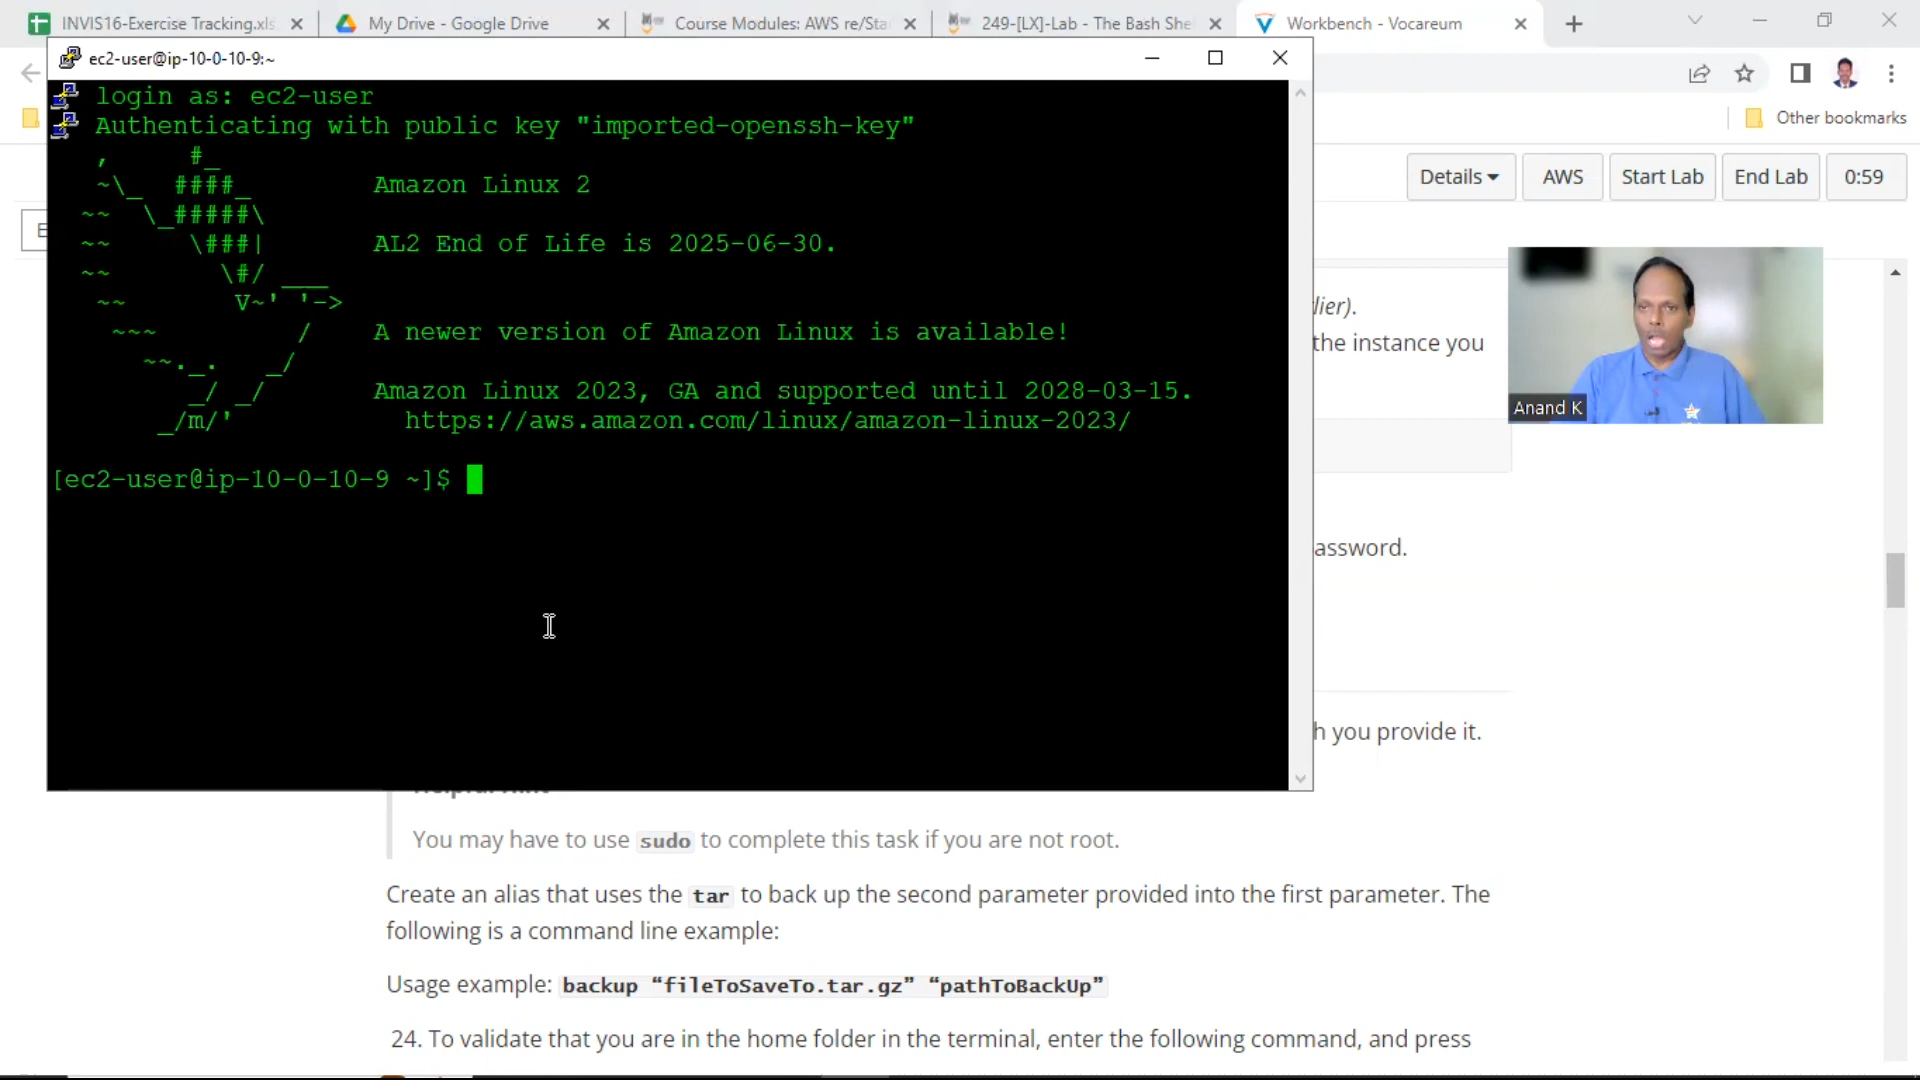 INVIS16-Exercise Tracking.xls
My Drive - Google Drive
Course Modules: AWS re/Sta
249-[LX]-Lab - The Bash She
Workbench - Vocareum
ec2-user@ip-10-0-10-9:~
Other bookmarks
login as: ec2-user
Authenticating with public key "imported-openssh-key"
Details
AWS
Start Lab
End Lab
0:59
   ,     #_
   ~\_  ####_        Amazon Linux 2
  ~~  \_#####\
  ~~     \###|       AL2 End of Life is 2025-06-30.
  ~~       \#/ ___
   ~~       V~' '->
    ~~~         /    A newer version of Amazon Linux is available!
      ~~._.   _/
         _/ _/       Amazon Linux 2023, GA and supported until 2028-03-15.
       _/m/'           https://aws.amazon.com/linux/amazon-linux-2023/
[ec2-user@ip-10-0-10-9 ~]$
lier).
the instance you
Anand K
assword.
h you provide it.
You may have to use sudo to complete this task if you are not root.
Create an alias that uses the tar to back up the second parameter provided into the first parameter. The
following is a command line example:
Usage example: backup “fileToSaveTo.tar.gz” “pathToBackUp”
24. To validate that you are in the home folder in the terminal, enter the following command, and press